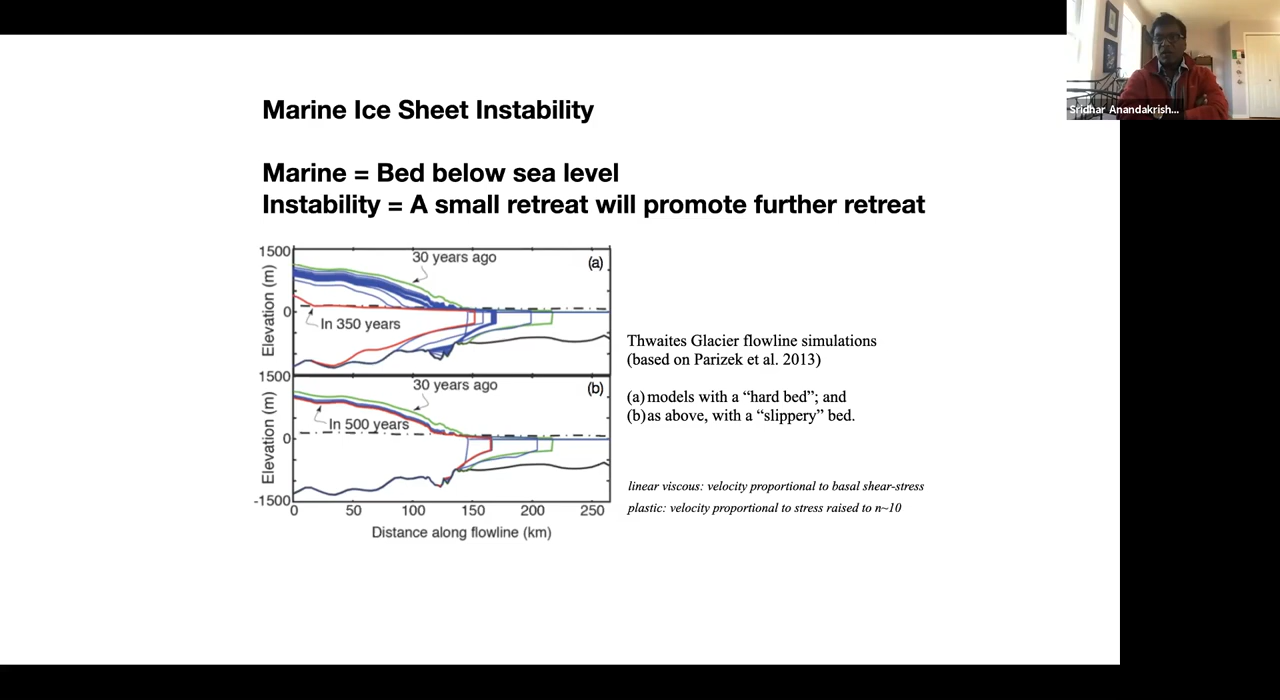 Sridhar Anandakrish...
Marine Ice Sheet Instability
Marine = Bed below sea level
Instability = A small retreat will promote further retreat
1500
30 years ago
(a)
Elevation (m)
0
In 350 years
1500
30 years ago
(b)
Elevation (m)
In 500 years
0
-1500
0 50 100 150 200 250
Distance along flowline (km)
Thwaites Glacier flowline simulations
(based on Parizek et al. 2013)
(a) models with a “hard bed”; and
(b) as above, with a “slippery” bed.
linear viscous: velocity proportional to basal shear-stress
plastic: velocity proportional to stress raised to n~10